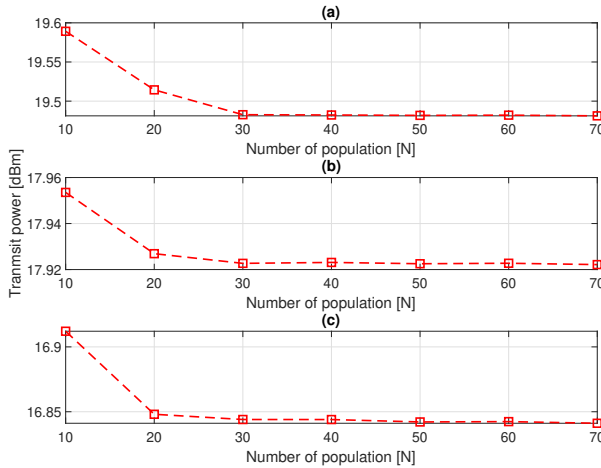 (a)
19.6
19.55
19.5
10 20 30 40 50 60 70
Number of population [N]
Tranmsit power [dBm]
(b)
17.96
17.94
17.92
10 20 30 40 50 60 70
Number of population [N]
(c)
16.9
16.85
10 20 30 40 50 60 70
Number of population [N]